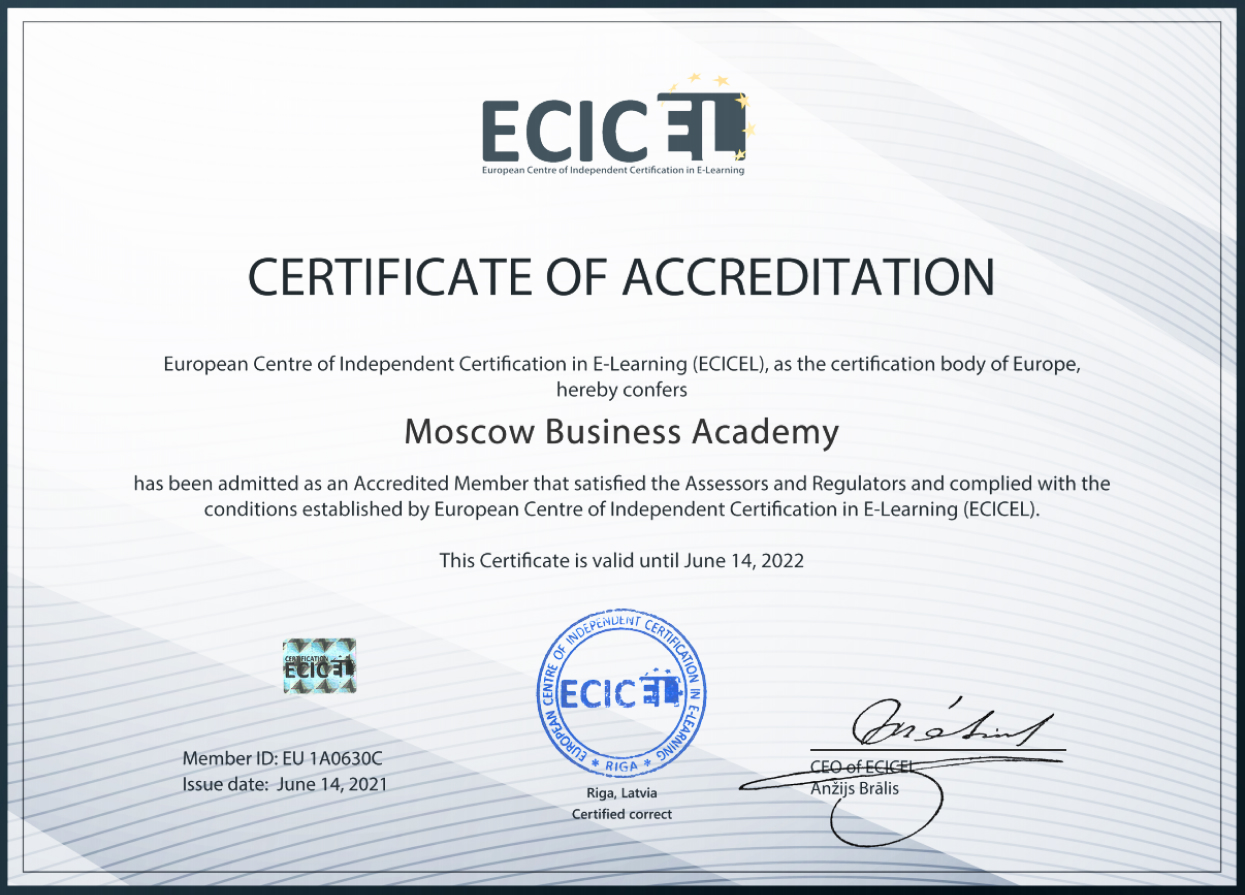 ECICEL
European Centre of Independent Certification in E-Learning
CERTIFICATE OF ACCREDITATION
European Centre of Independent Certification in E-Learning (ECICEL), as the certification body of Europe,
hereby confers
Moscow Business Academy
has been admitted as an Accredited Member that satisfied the Assessors and Regulators and complied with the
conditions established by European Centre of Independent Certification in E-Learning (ECICEL).
This Certificate is valid until June 14, 2022
CERTIFICATION
ECICEL
EUROPEAN CENTRE OF INDEPENDENT CERTIFICATION IN E-LEARNING
ECICEL
* RIGA *
Member ID: EU 1A0630C
Issue date: June 14, 2021
Riga, Latvia
Certified correct
CEO of ECICEL
Anžijs Brālis